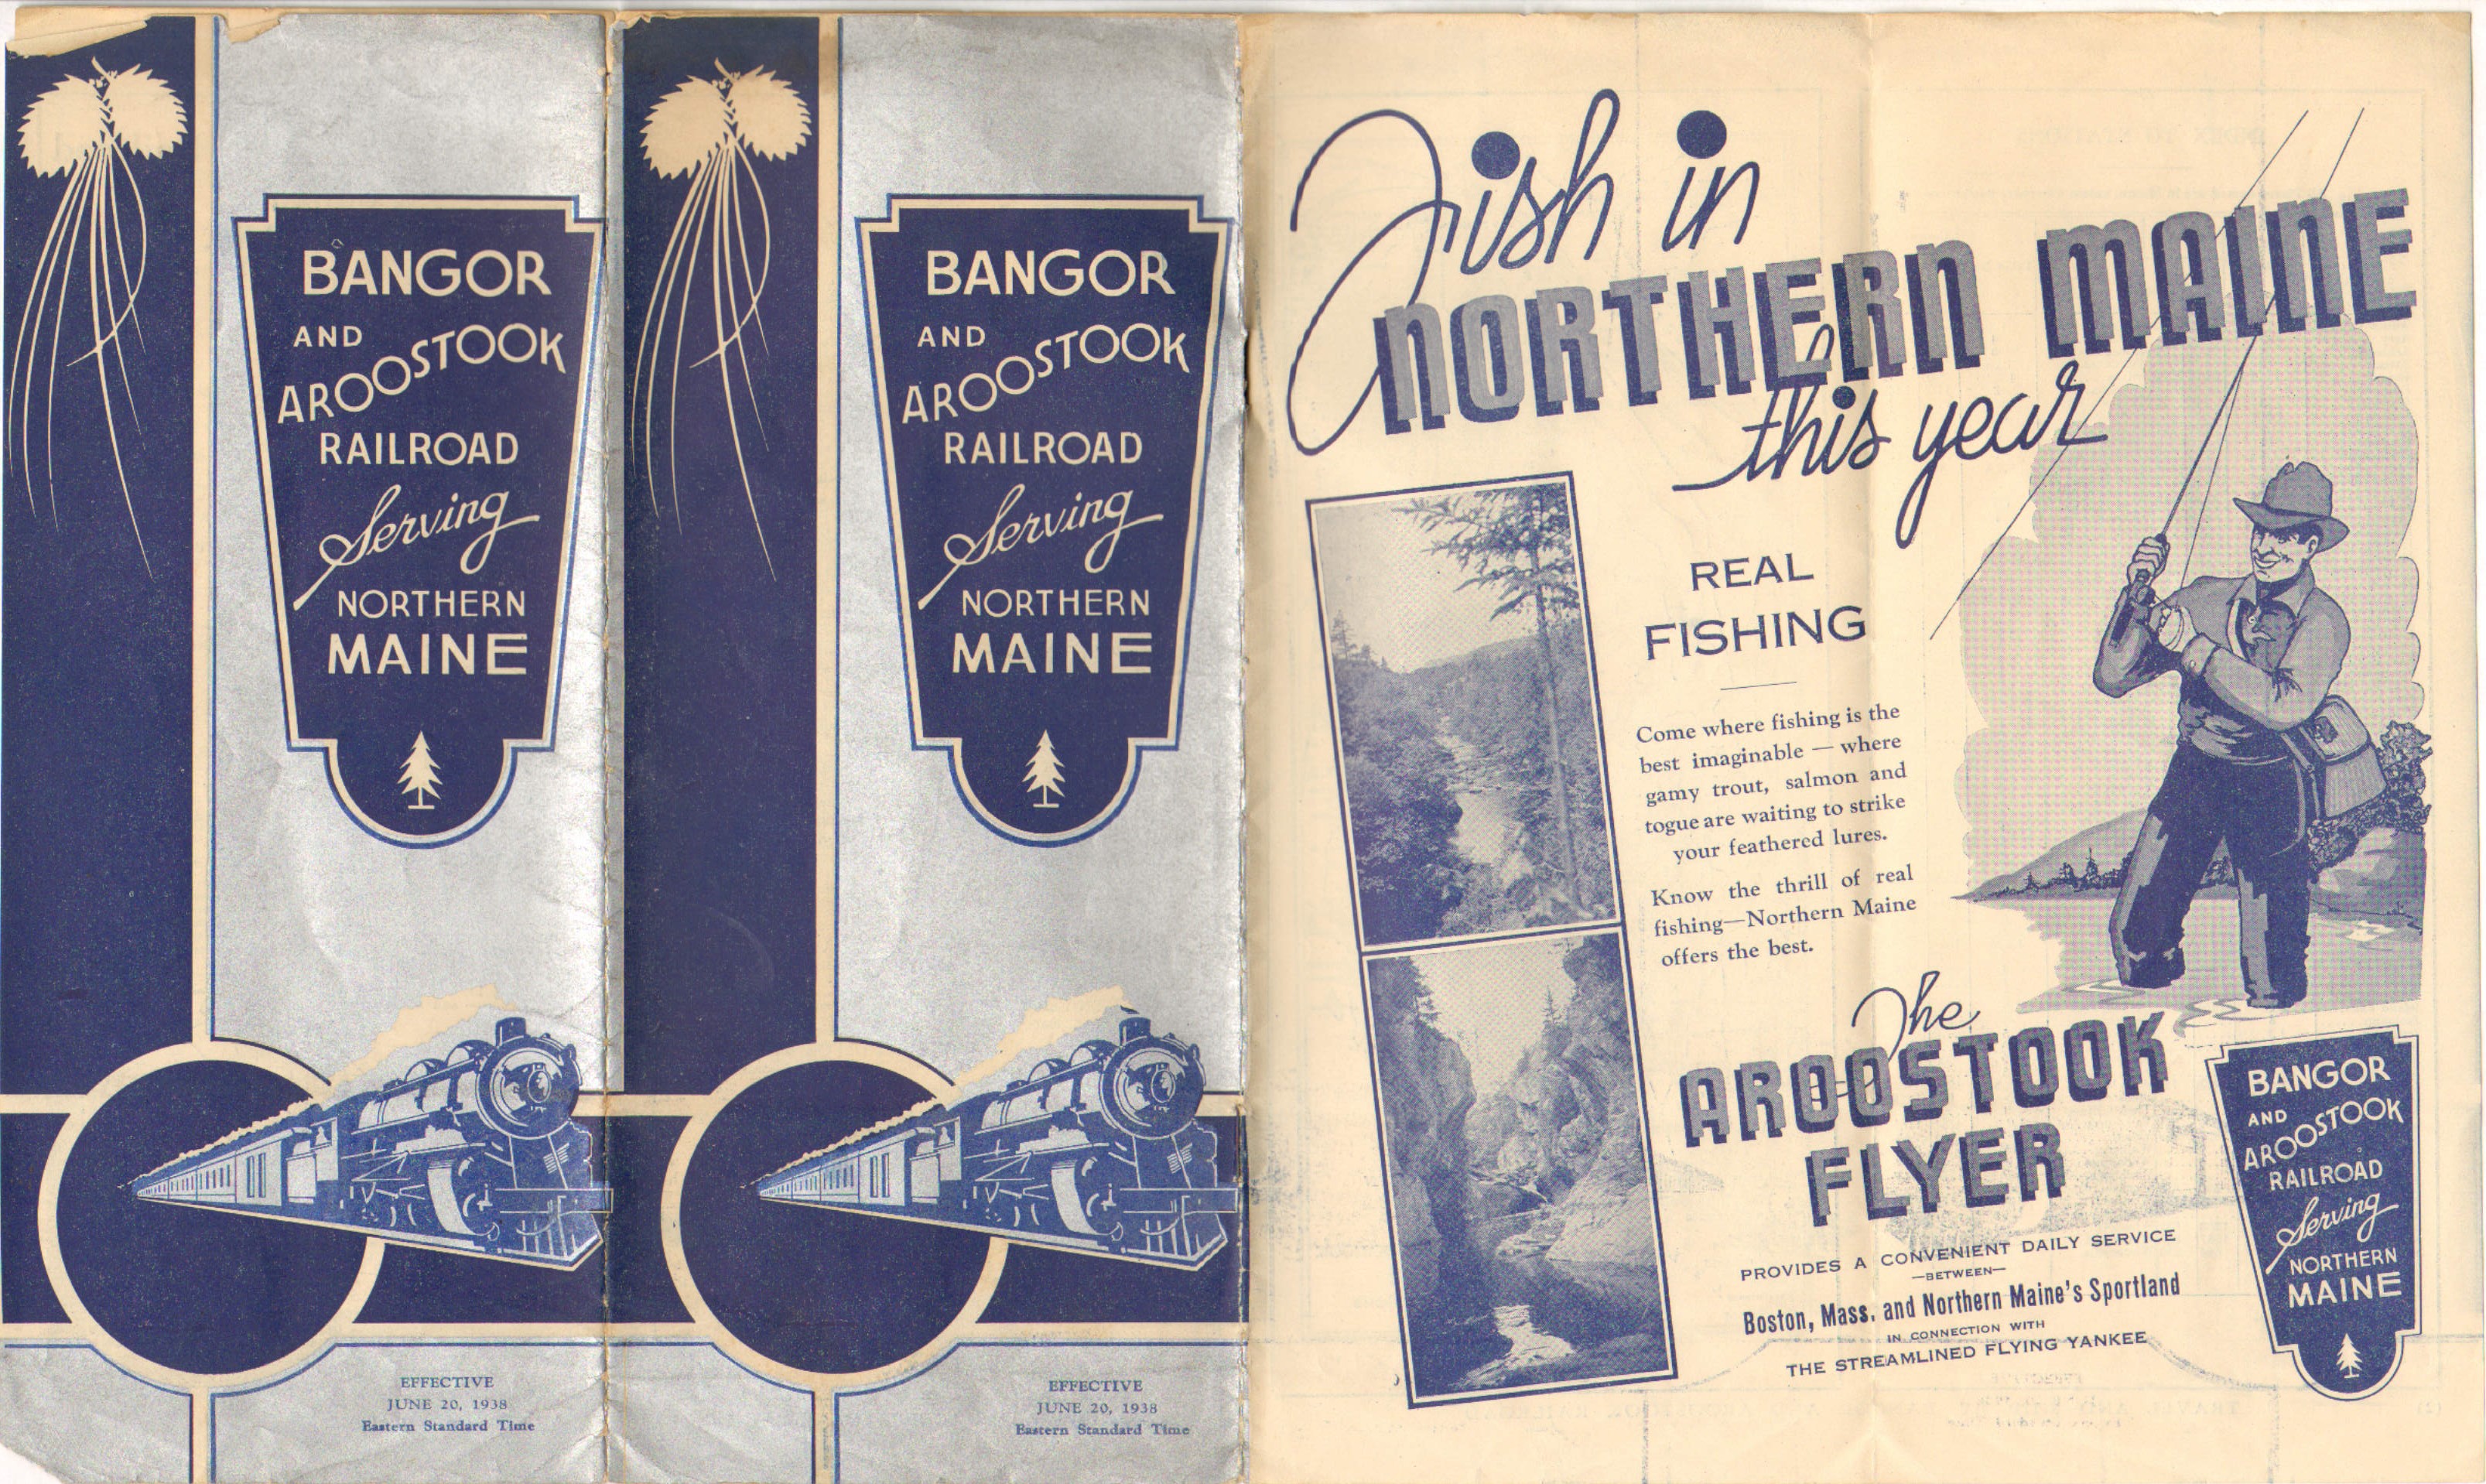 BANGOR
AND
AROOSTOOK
RAILROAD
Serving
NORTHERN
MAINE
EFFECTIVE
JUNE 20, 1938
Eastern Standard Time
BANGOR
AND
AROOSTOOK
RAILROAD
Serving
NORTHERN
MAINE
EFFECTIVE
JUNE 20, 1938
Eastern Standard Time
Fish in
NORTHERN MAINE
this year
REAL
FISHING
Come where fishing is the
best imaginable — where
gamy trout, salmon and
togue are waiting to strike
your feathered lures.
Know the thrill of real
fishing—Northern Maine
offers the best.
The
AROOSTOOK
FLYER
PROVIDES A CONVENIENT DAILY SERVICE
—BETWEEN—
Boston, Mass. and Northern Maine's Sportland
IN CONNECTION WITH
THE STREAMLINED FLYING YANKEE
BANGOR
AND
AROOSTOOK
RAILROAD
Serving
NORTHERN
MAINE